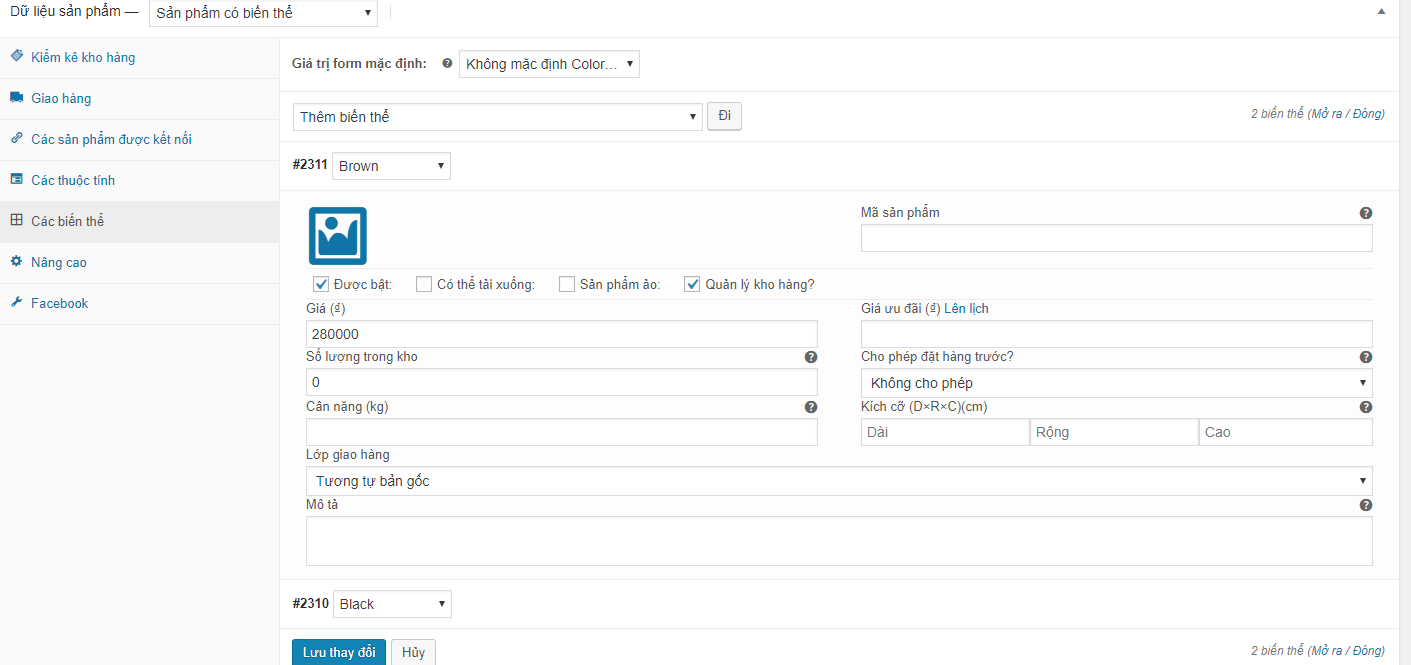 Dữ liệu sản phẩm — Sản phẩm có biến thể
Kiểm kê kho hàng
Giao hàng
Các sản phẩm được kết nối
Các thuộc tính
Các biến thể
Nâng cao
Facebook
Giá trị form mặc định: Không mặc định Color…
Thêm biến thể Đi 2 biến thể (Mở ra / Đóng)
#2311 Brown
Mã sản phẩm
Được bật: Có thể tải xuống: Sản phẩm ảo: Quản lý kho hàng?
Giá (₫) Giá ưu đãi (₫) Lên lịch
280000
Số lượng trong kho Cho phép đặt hàng trước?
0 Không cho phép
Cân nặng (kg) Kích cỡ (D×R×C)(cm)
Dài Rộng Cao
Lớp giao hàng
Tương tự bản gốc
Mô tả
#2310 Black
Lưu thay đổi Hủy 2 biến thể (Mở ra / Đóng)